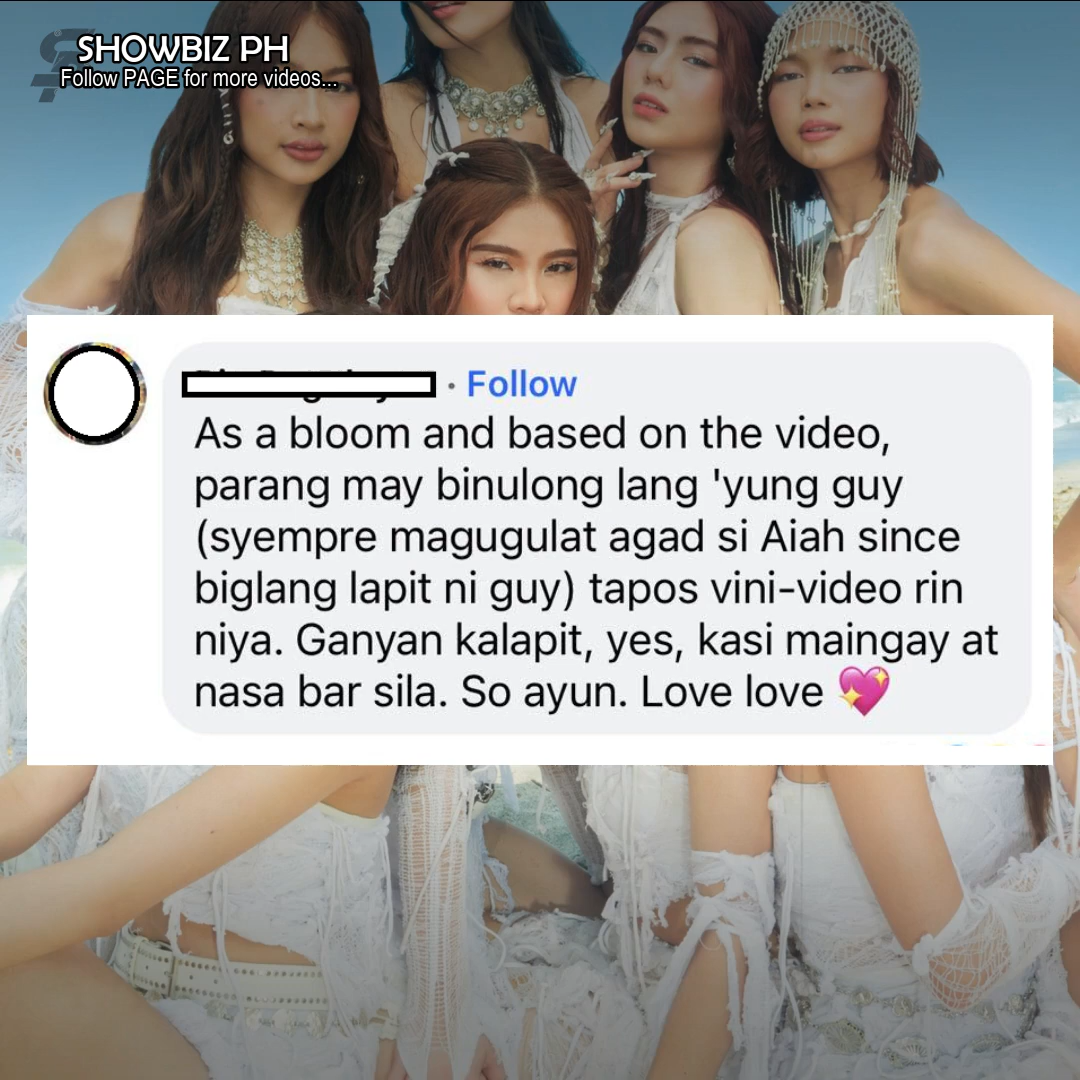 SHOWBIZ PH
Follow PAGE for more videos...
· Follow
As a bloom and based on the video,
parang may binulong lang 'yung guy
(syempre magugulat agad si Aiah since
biglang lapit ni guy) tapos vini-video rin
niya. Ganyan kalapit, yes, kasi maingay at
nasa bar sila. So ayun. Love love 💖